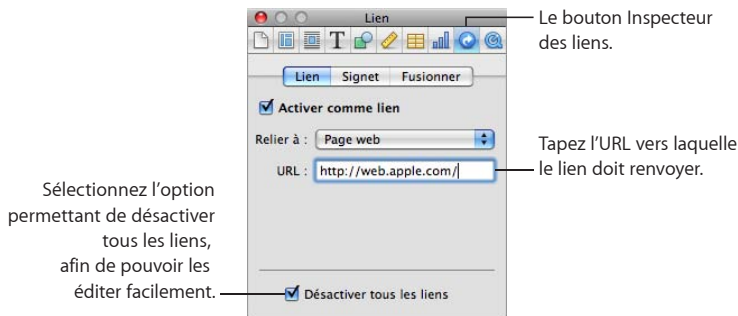 Lien
Le bouton Inspecteur
des liens.
Lien Signet Fusionner
Activer comme lien
Relier à : Page web
URL : http://web.apple.com/
Tapez l’URL vers laquelle
le lien doit renvoyer.
Sélectionnez l’option
permettant de désactiver
tous les liens,
afin de pouvoir les
éditer facilement.
Désactiver tous les liens